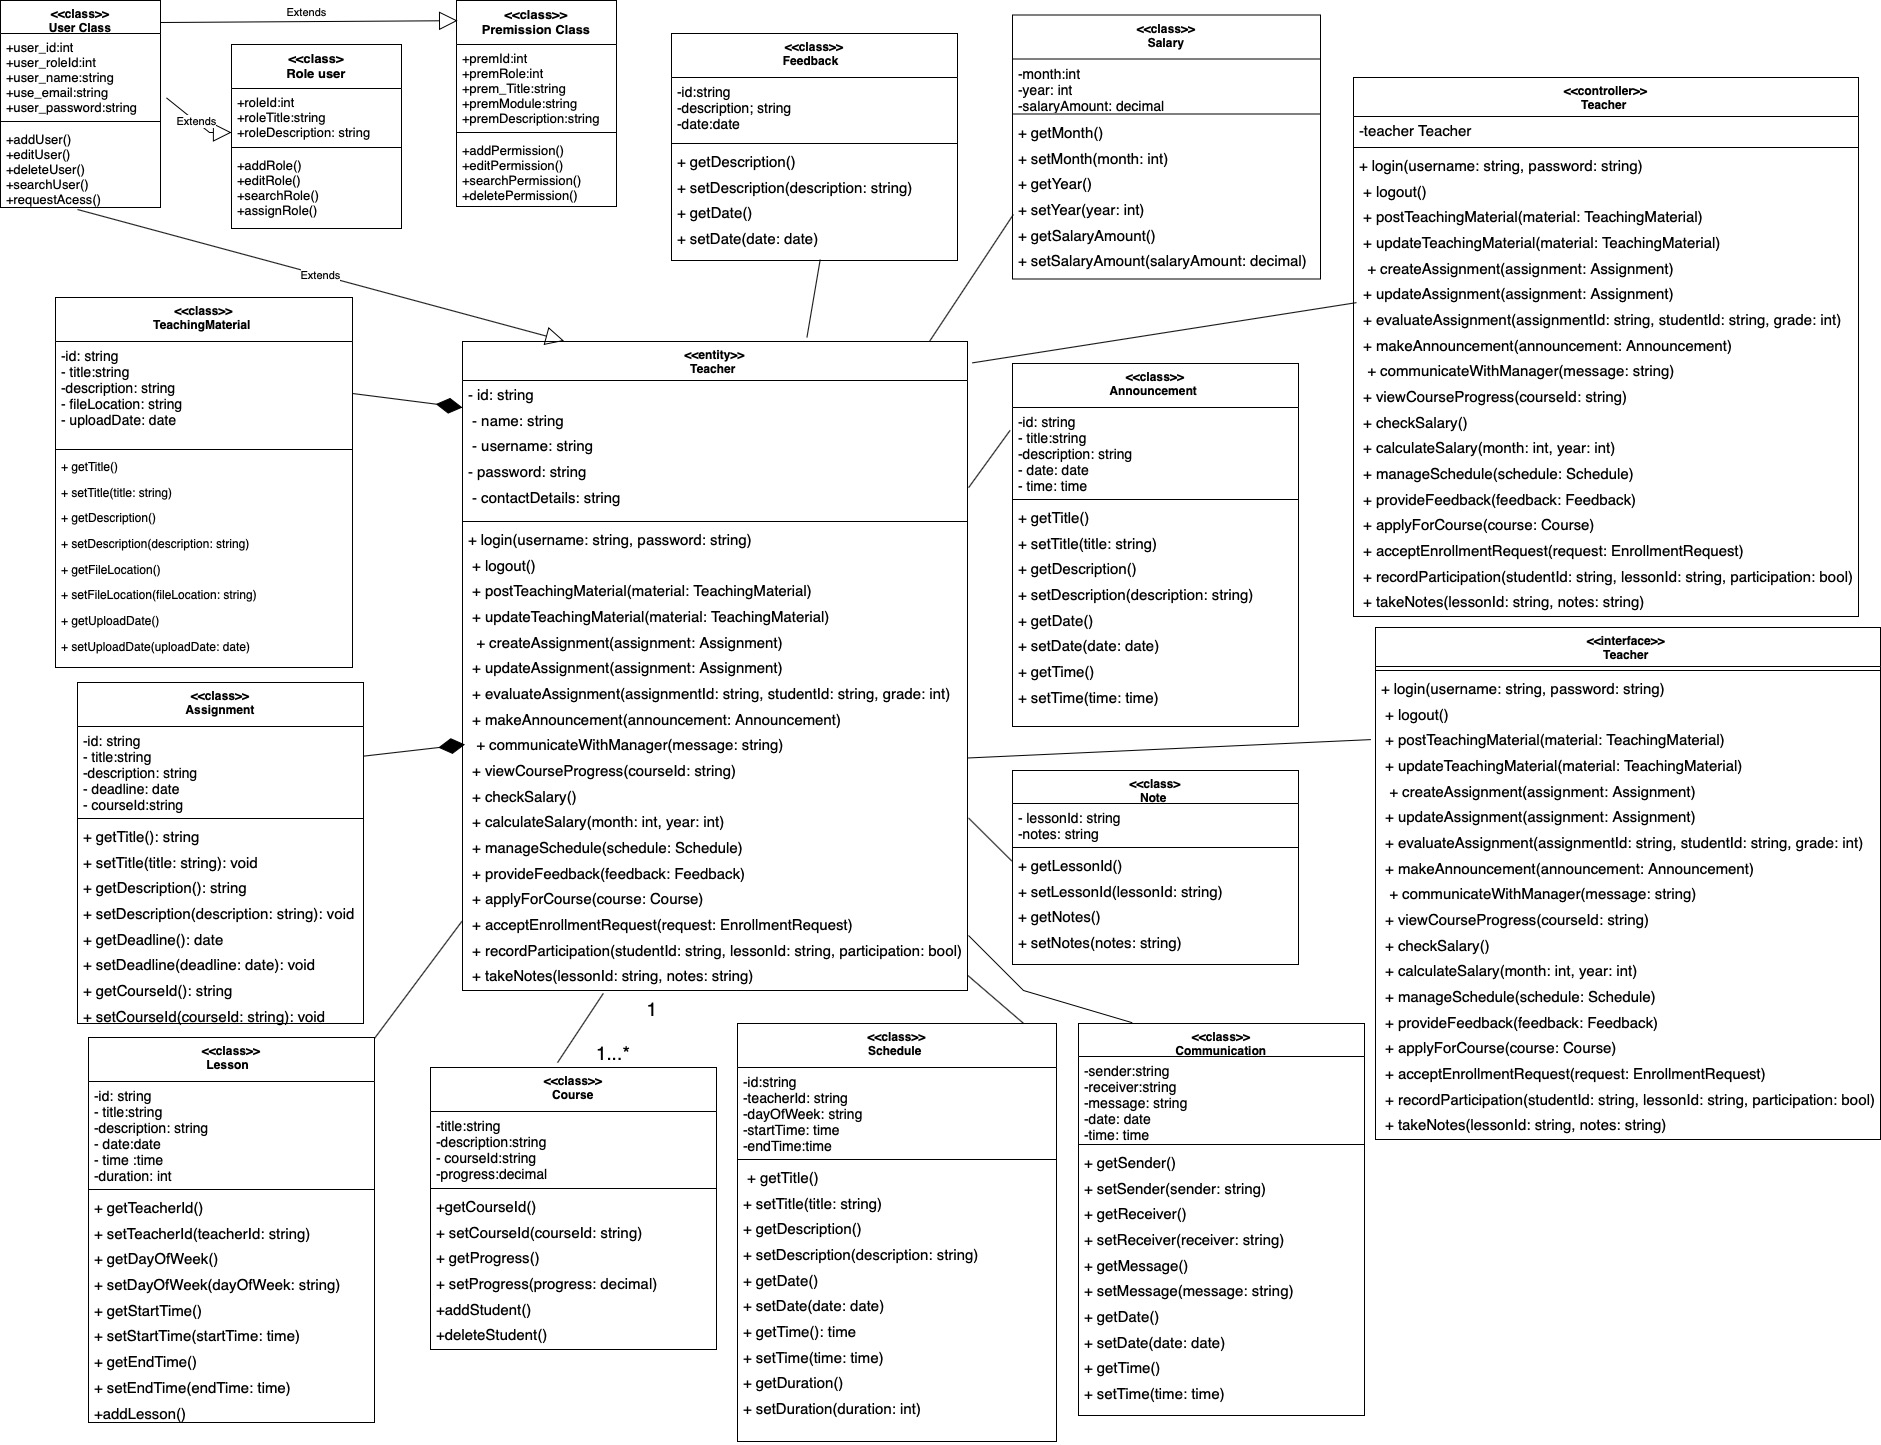 <<class>>
User Class
+user_id:int
+user_roleId:int
+user_name:string
+use_email:string
+user_password:string
+addUser()
+editUser()
+deleteUser()
+searchUser()
+requestAcess()
Extends
Extends
Extends
<<class>
Role user
+roleId:int
+roleTitle:string
+roleDescription: string
+addRole()
+editRole()
+searchRole()
+assignRole()
<<class>>
Premission Class
+premId:int
+premRole:int
+prem_Title:string
+premModule:string
+premDescription:string
+addPermission()
+editPermission()
+searchPermission()
+deletePermission()
<<class>>
Feedback
-id:string
-description; string
-date:date
+ getDescription()
+ setDescription(description: string)
+ getDate()
+ setDate(date: date)
<<class>>
Salary
-month:int
-year: int
-salaryAmount: decimal
+ getMonth()
+ setMonth(month: int)
+ getYear()
+ setYear(year: int)
+ getSalaryAmount()
+ setSalaryAmount(salaryAmount: decimal)
<<controller>>
Teacher
-teacher Teacher
+ login(username: string, password: string)
+ logout()
+ postTeachingMaterial(material: TeachingMaterial)
+ updateTeachingMaterial(material: TeachingMaterial)
+ createAssignment(assignment: Assignment)
+ updateAssignment(assignment: Assignment)
+ evaluateAssignment(assignmentId: string, studentId: string, grade: int)
+ makeAnnouncement(announcement: Announcement)
+ communicateWithManager(message: string)
+ viewCourseProgress(courseId: string)
+ checkSalary()
+ calculateSalary(month: int, year: int)
+ manageSchedule(schedule: Schedule)
+ provideFeedback(feedback: Feedback)
+ applyForCourse(course: Course)
+ acceptEnrollmentRequest(request: EnrollmentRequest)
+ recordParticipation(studentId: string, lessonId: string, participation: bool)
+ takeNotes(lessonId: string, notes: string)
<<class>>
TeachingMaterial
-id: string
- title:string
-description: string
- fileLocation: string
- uploadDate: date
+ getTitle()
+ setTitle(title: string)
+ getDescription()
+ setDescription(description: string)
+ getFileLocation()
+ setFileLocation(fileLocation: string)
+ getUploadDate()
+ setUploadDate(uploadDate: date)
<<entity>>
Teacher
- id: string
- name: string
- username: string
- password: string
- contactDetails: string
+ login(username: string, password: string)
+ logout()
+ postTeachingMaterial(material: TeachingMaterial)
+ updateTeachingMaterial(material: TeachingMaterial)
+ createAssignment(assignment: Assignment)
+ updateAssignment(assignment: Assignment)
+ evaluateAssignment(assignmentId: string, studentId: string, grade: int)
+ makeAnnouncement(announcement: Announcement)
+ communicateWithManager(message: string)
+ viewCourseProgress(courseId: string)
+ checkSalary()
+ calculateSalary(month: int, year: int)
+ manageSchedule(schedule: Schedule)
+ provideFeedback(feedback: Feedback)
+ applyForCourse(course: Course)
+ acceptEnrollmentRequest(request: EnrollmentRequest)
+ recordParticipation(studentId: string, lessonId: string, participation: bool)
+ takeNotes(lessonId: string, notes: string)
<<class>>
Announcement
-id: string
- title:string
-description: string
- date: date
- time: time
+ getTitle()
+ setTitle(title: string)
+ getDescription()
+ setDescription(description: string)
+ getDate()
+ setDate(date: date)
+ getTime()
+ setTime(time: time)
<<interface>>
Teacher
+ login(username: string, password: string)
+ logout()
+ postTeachingMaterial(material: TeachingMaterial)
+ updateTeachingMaterial(material: TeachingMaterial)
+ createAssignment(assignment: Assignment)
+ updateAssignment(assignment: Assignment)
+ evaluateAssignment(assignmentId: string, studentId: string, grade: int)
+ makeAnnouncement(announcement: Announcement)
+ communicateWithManager(message: string)
+ viewCourseProgress(courseId: string)
+ checkSalary()
+ calculateSalary(month: int, year: int)
+ manageSchedule(schedule: Schedule)
+ provideFeedback(feedback: Feedback)
+ applyForCourse(course: Course)
+ acceptEnrollmentRequest(request: EnrollmentRequest)
+ recordParticipation(studentId: string, lessonId: string, participation: bool)
+ takeNotes(lessonId: string, notes: string)
<<class>>
Assignment
-id: string
- title:string
-description: string
- deadline: date
- courseId:string
+ getTitle(): string
+ setTitle(title: string): void
+ getDescription(): string
+ setDescription(description: string): void
+ getDeadline(): date
+ setDeadline(deadline: date): void
+ getCourseId(): string
+ setCourseId(courseId: string): void
<<class>
Note
- lessonId: string
-notes: string
+ getLessonId()
+ setLessonId(lessonId: string)
+ getNotes()
+ setNotes(notes: string)
1
1...*
<<class>>
Lesson
-id: string
- title:string
-description: string
- date:date
- time :time
-duration: int
+ getTeacherId()
+ setTeacherId(teacherId: string)
+ getDayOfWeek()
+ setDayOfWeek(dayOfWeek: string)
+ getStartTime()
+ setStartTime(startTime: time)
+ getEndTime()
+ setEndTime(endTime: time)
+addLesson()
<<class>>
Course
-title:string
-description:string
- courseId:string
-progress:decimal
+getCourseId()
+ setCourseId(courseId: string)
+ getProgress()
+ setProgress(progress: decimal)
+addStudent()
+deleteStudent()
<<class>>
Schedule
-id:string
-teacherId: string
-dayOfWeek: string
-startTime: time
-endTime:time
+ getTitle()
+ setTitle(title: string)
+ getDescription()
+ setDescription(description: string)
+ getDate()
+ setDate(date: date)
+ getTime(): time
+ setTime(time: time)
+ getDuration()
+ setDuration(duration: int)
<<class>>
Communication
-sender:string
-receiver:string
-message: string
-date: date
-time: time
+ getSender()
+ setSender(sender: string)
+ getReceiver()
+ setReceiver(receiver: string)
+ getMessage()
+ setMessage(message: string)
+ getDate()
+ setDate(date: date)
+ getTime()
+ setTime(time: time)